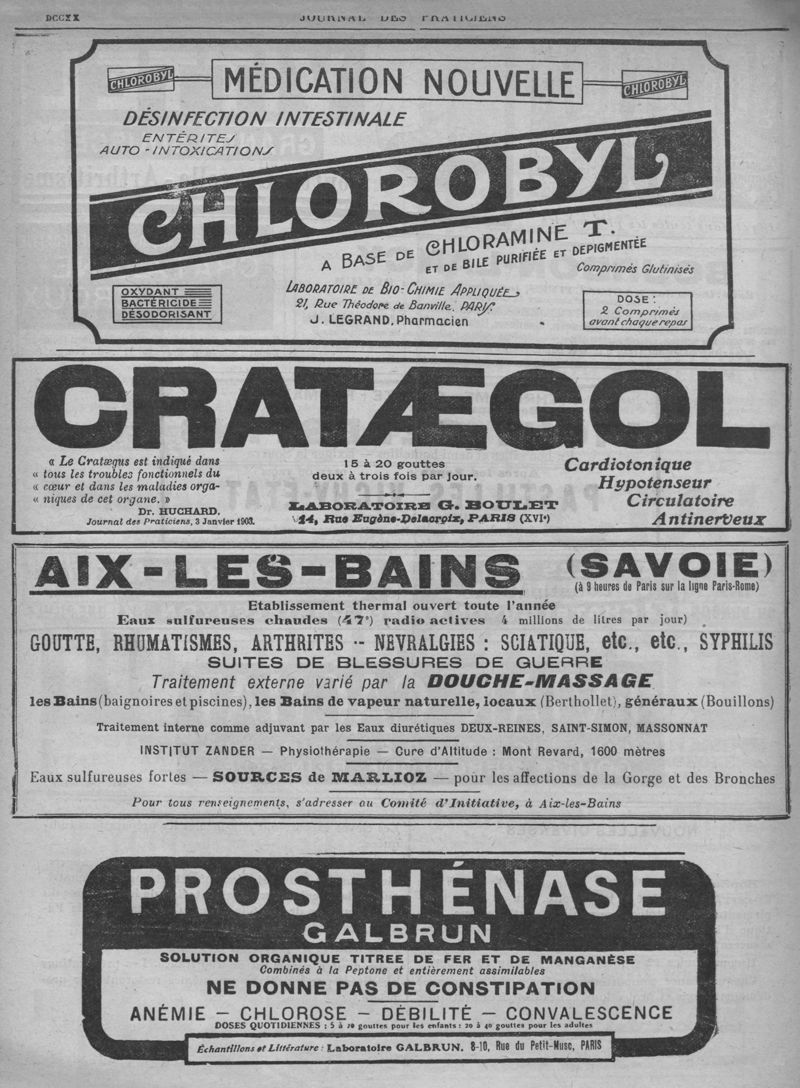 DCCXX
JOURNAL DES PRATICIENS
CHLOROBYL
MÉDICATION NOUVELLE
CHLOROBYL
DÉSINFECTION INTESTINALE
ENTÉRITES
AUTO-INTOXICATIONS
CHLOROBYL
A BASE DE CHLORAMINE T.
ET DE BILE PURIFIÉE ET DÉPIGMENTÉE
Comprimés Glutinisés
OXYDANT
BACTÉRICIDE
DÉSODORISANT
LABORATOIRE DE BIO-CHIMIE APPLIQUÉE
21, Rue Théodore de Banville. PARIS
J. LEGRAND, Pharmacien
DOSE :
2 Comprimés
avant chaque repas
CRATÆGOL
« Le Cratægus est indiqué dans
« tous les troubles fonctionnels du
« cœur et dans les maladies orga-
« niques de cet organe. »
Dr. HUCHARD.
Journal des Praticiens, 3 Janvier 1903.
15 à 20 gouttes
deux à trois fois par jour.
LABORATOIRE G. BOULET
14, Rue Eugène-Delacroix, PARIS (XVIe)
Cardiotonique
Hypotenseur
Circulatoire
Antinerveux
AIX-LES-BAINS (SAVOIE)
(à 9 heures de Paris sur la ligne Paris-Rome)
Etablissement thermal ouvert toute l'année
Eaux sulfureuses chaudes (47°) radio actives 4 millions de litres par jour)
GOUTTE, RHUMATISMES, ARTHRITES - NEVRALGIES : SCIATIQUE, etc., etc., SYPHILIS
SUITES DE BLESSURES DE GUERRE
Traitement externe varié par la DOUCHE-MASSAGE,
les Bains (baignoires et piscines), les Bains de vapeur naturelle, locaux (Berthollet), généraux (Bouillons)
Traitement interne comme adjuvant par les Eaux diurétiques DEUX-REINES, SAINT-SIMON, MASSONNAT
INSTITUT ZANDER — Physiothérapie — Cure d'Altitude : Mont Revard, 1600 mètres
Eaux sulfureuses fortes — SOURCES de MARLIOZ — pour les affections de la Gorge et des Bronches
Pour tous renseignements, s'adresser au Comité d'Initiative, à Aix-les-Bains
PROSTHÉNASE
GALBRUN
SOLUTION ORGANIQUE TITREE DE FER ET DE MANGANÈSE
Combinés à la Peptone et entièrement assimilables
NE DONNE PAS DE CONSTIPATION
ANÉMIE — CHLOROSE — DÉBILITÉ — CONVALESCENCE
DOSES QUOTIDIENNES : 5 à 20 gouttes pour les enfants : 20 à 40 gouttes pour les adultes
Échantillons et Littérature : Laboratoire GALBRUN, 8-10, Rue du Petit-Musc, PARIS